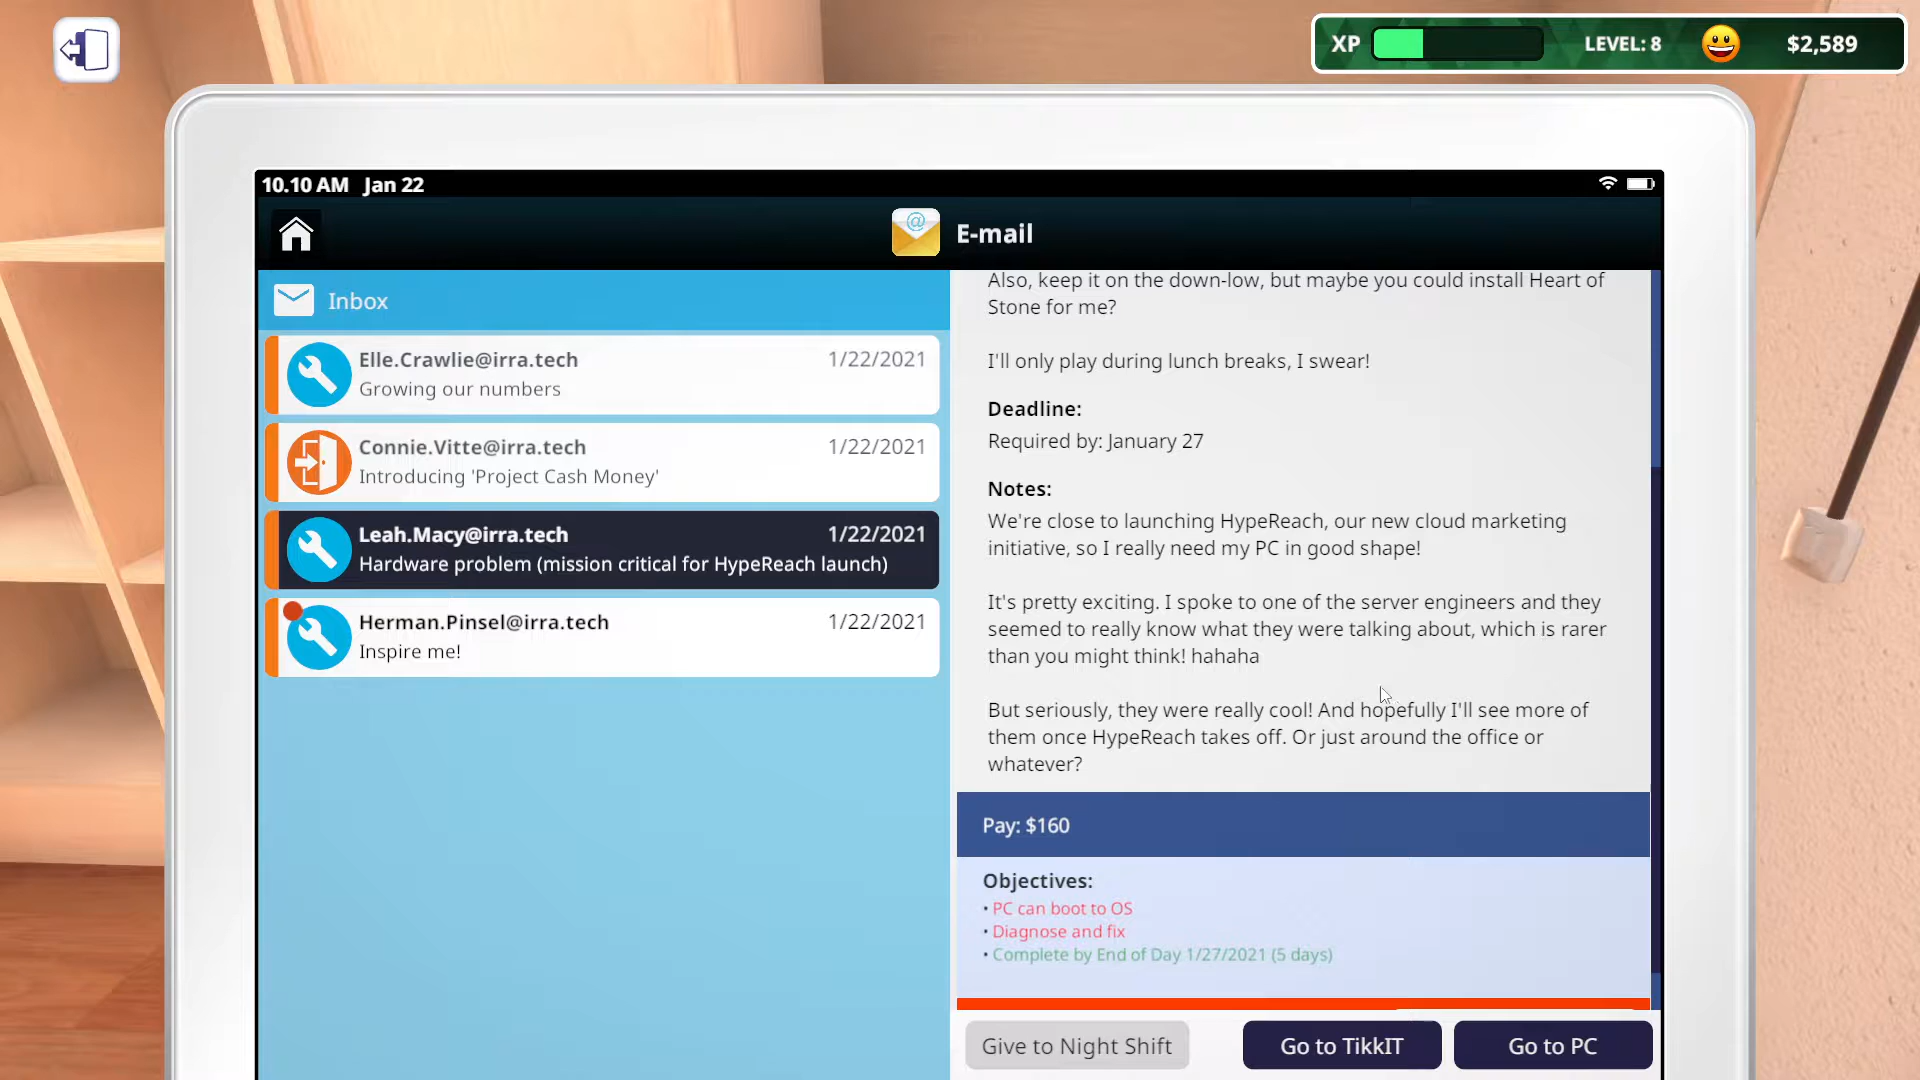 XP LEVEL: 8 $2,589
10.10 AM Jan 22
E-mail
Inbox
Elle.Crawlie@irra.tech 1/22/2021
Growing our numbers
Connie.Vitte@irra.tech 1/22/2021
Introducing 'Project Cash Money'
Leah.Macy@irra.tech 1/22/2021
Hardware problem (mission critical for HypeReach launch)
Herman.Pinsel@irra.tech 1/22/2021
Inspire me!
Also, keep it on the down-low, but maybe you could install Heart of
Stone for me?
I'll only play during lunch breaks, I swear!
Deadline:
Required by: January 27
Notes:
We're close to launching HypeReach, our new cloud marketing
initiative, so I really need my PC in good shape!
It's pretty exciting. I spoke to one of the server engineers and they
seemed to really know what they were talking about, which is rarer
than you might think! hahaha
But seriously, they were really cool! And hopefully I'll see more of
them once HypeReach takes off. Or just around the office or
whatever?
Pay: $160
Objectives:
• PC can boot to OS
• Diagnose and fix
• Complete by End of Day 1/27/2021 (5 days)
Give to Night Shift
Go to TikkIT
Go to PC